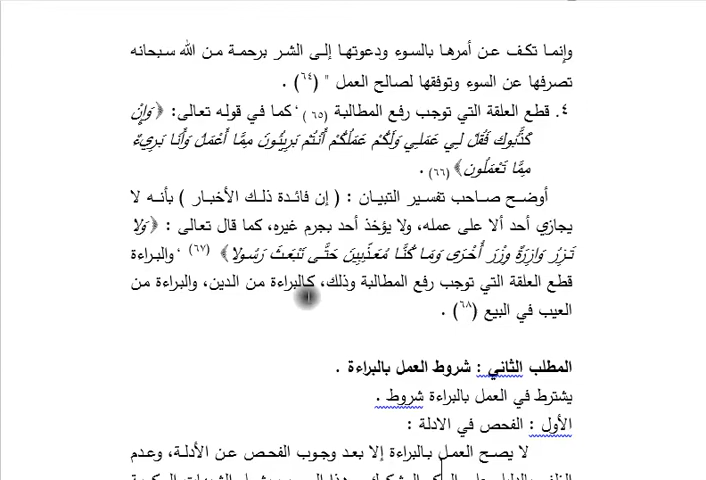 وإنما تكف عن أمرها بالسوء ودعوتها إلى الشر برحمة من الله سبحانه
تصرفها عن السوء وتوفقها لصالح العمل " (٦٤) .
٤. قطع العلقة التي توجب رفع المطالبة (٦٥) ، كما في قوله تعالى: ﴿ وَإِنْ
كَذَّبُوكَ فَقُلْ لِي عَمَلِي وَلَكُمْ عَمَلُكُمْ أَنْتُمْ بَرِيئُونَ مِمَّا أَعْمَلُ وَأَنَا بَرِيءٌ
مِمَّا تَعْمَلُونَ﴾ (٦٦) .
أوضح صاحب تفسير التبيان : ( إن فائدة ذلك الأخبار ) بأنه لا
يجازي أحد ألا على عمله، ولا يؤخذ أحد بجرم غيره، كما قال تعالى : ﴿وَلَا
تَزِرُ وَازِرَةٌ وِزْرَ أُخْرَى وَمَا كُنَّا مُعَذِّبِينَ حَتَّى نَبْعَثَ رَسُولًا﴾ (٦٧) ، والبراءة
قطع العلقة التي توجب رفع المطالبة وذلك، كالبراءة من الدين، والبراءة من
العيب في البيع (٦٨) .
المطلب الثاني : شروط العمل بالبراءة .
يشترط في العمل بالبراءة شروط .
الأول : الفحص في الادلة :
لا يصح العمل بالبراءة إلا بعد وجوب الفحص عن الأدلة، وعدم